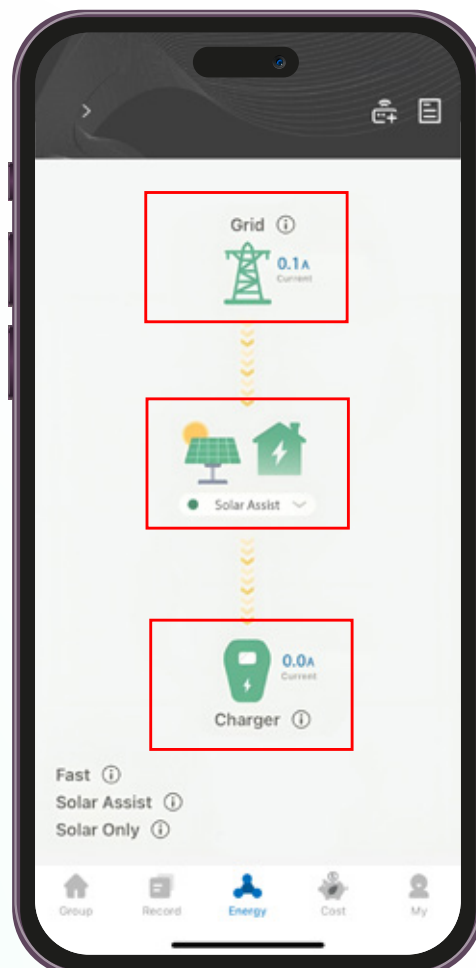 Grid
0.1A
Current
Solar Assist
0.0A
Current
Charger
Fast
Solar Assist
Solar Only
Group Record Energy Cost My